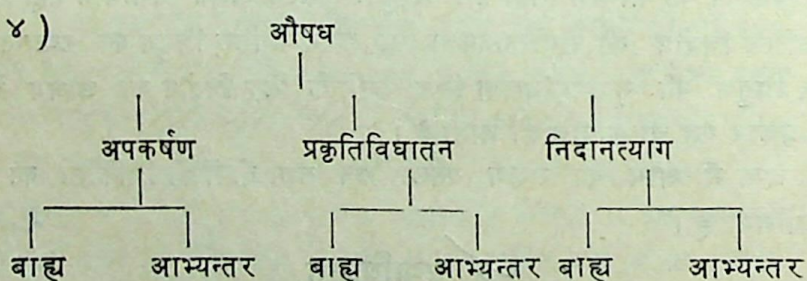 ४ ) औषध
अपकर्षण प्रकृतिविघातन निदानत्याग
बाह्य आभ्यन्तर बाह्य आभ्यन्तर बाह्य आभ्यन्तर